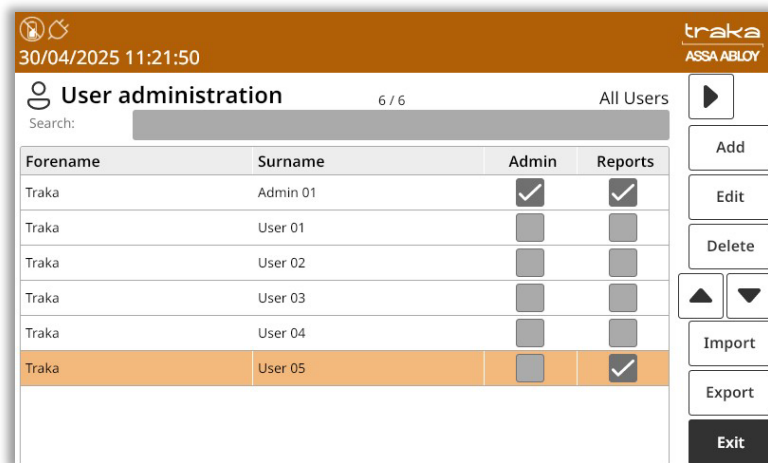 traka
30/04/2025 11:21:50
ASSA ABLOY
User administration 6 / 6 All Users
Search:
Forename Surname Admin Reports
Traka Admin 01
Traka User 01
Traka User 02
Traka User 03
Traka User 04
Traka User 05
Add
Edit
Delete
Import
Export
Exit